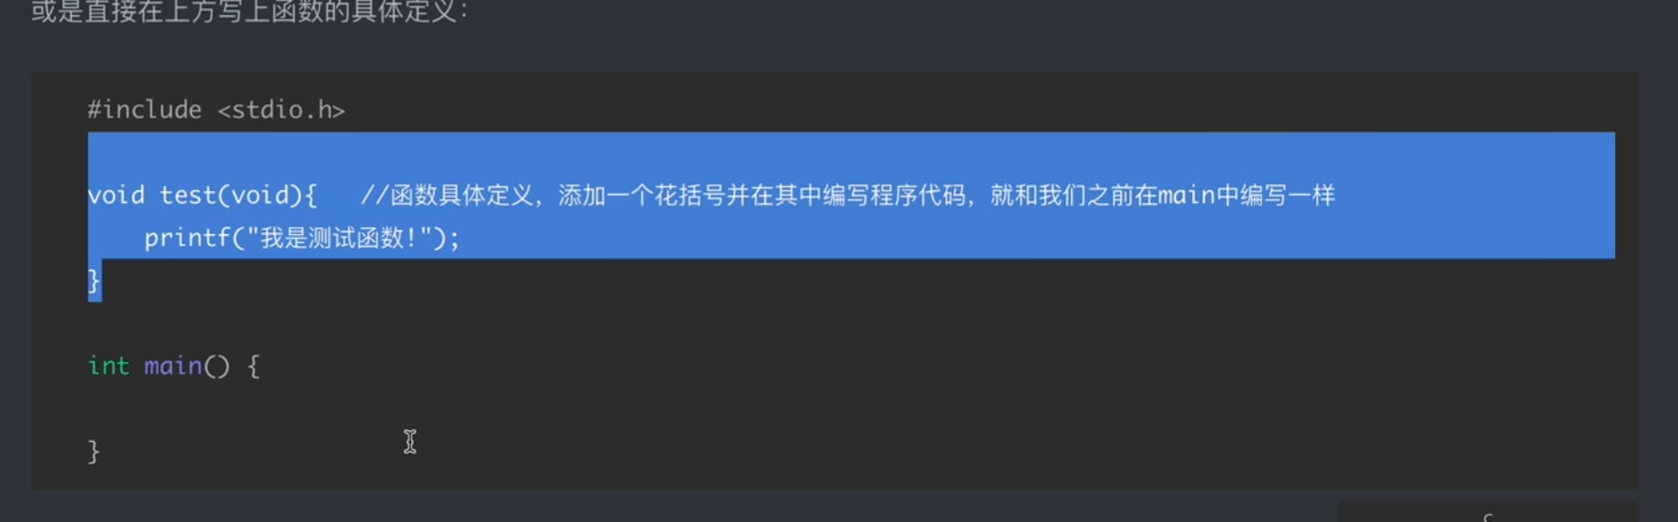 或是直接在上方写上函数的具体定义：
#include <stdio.h>
void test(void){   //函数具体定义，添加一个花括号并在其中编写程序代码，就和我们之前在main中编写一样
    printf("我是测试函数!");
}
int main() {
}